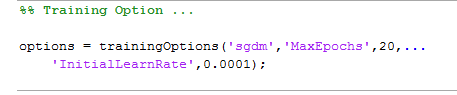 %% Training Option ...
options = trainingOptions('sgdm','MaxEpochs',20,...
    'InitialLearnRate',0.0001);